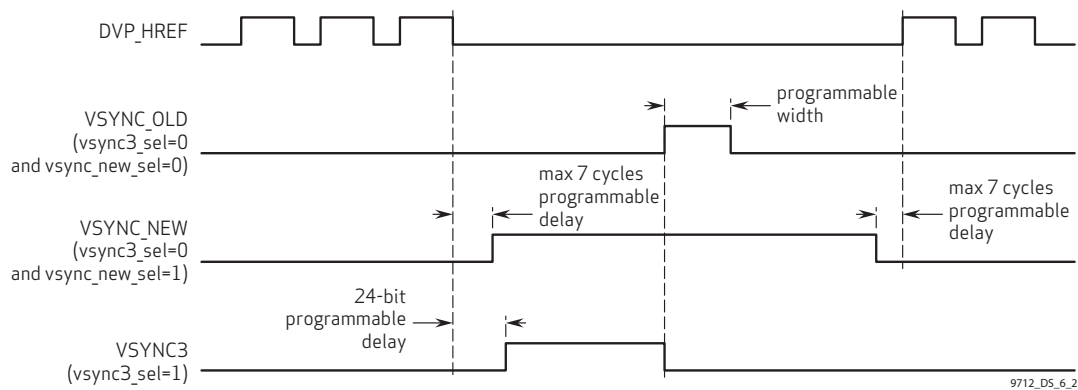 DVP_HREF
VSYNC_OLD
(vsync3_sel=0
and vsync_new_sel=0)
programmable
width
max 7 cycles
programmable
delay
max 7 cycles
programmable
delay
VSYNC_NEW
(vsync3_sel=0
and vsync_new_sel=1)
24-bit
programmable
delay
VSYNC3
(vsync3_sel=1)
9712_DS_6_2